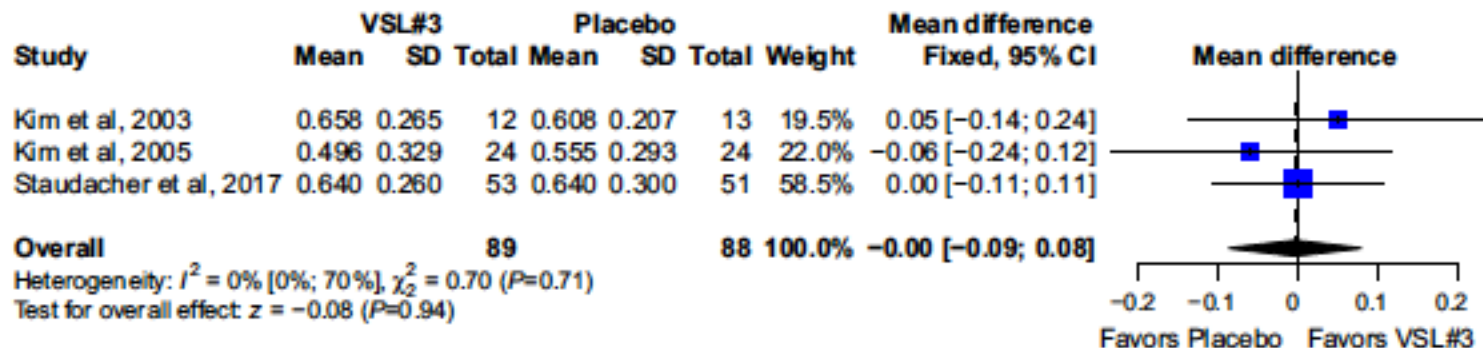 VSL#3 Placebo Mean difference
Study Mean SD Total Mean SD Total Weight Fixed, 95% CI Mean difference
Kim et al, 2003 0.658 0.265 12 0.608 0.207 13 19.5% 0.05 [−0.14; 0.24]
Kim et al, 2005 0.496 0.329 24 0.555 0.293 24 22.0% −0.06 [−0.24; 0.12]
Staudacher et al, 2017 0.640 0.260 53 0.640 0.300 51 58.5% 0.00 [−0.11; 0.11]
Overall 89 88 100.0% −0.00 [−0.09; 0.08]
Heterogeneity: I² = 0% [0%; 70%], χ²₂ = 0.70 (P=0.71)
Test for overall effect: z = −0.08 (P=0.94)
−0.2 −0.1 0 0.1 0.2
Favors Placebo Favors VSL#3